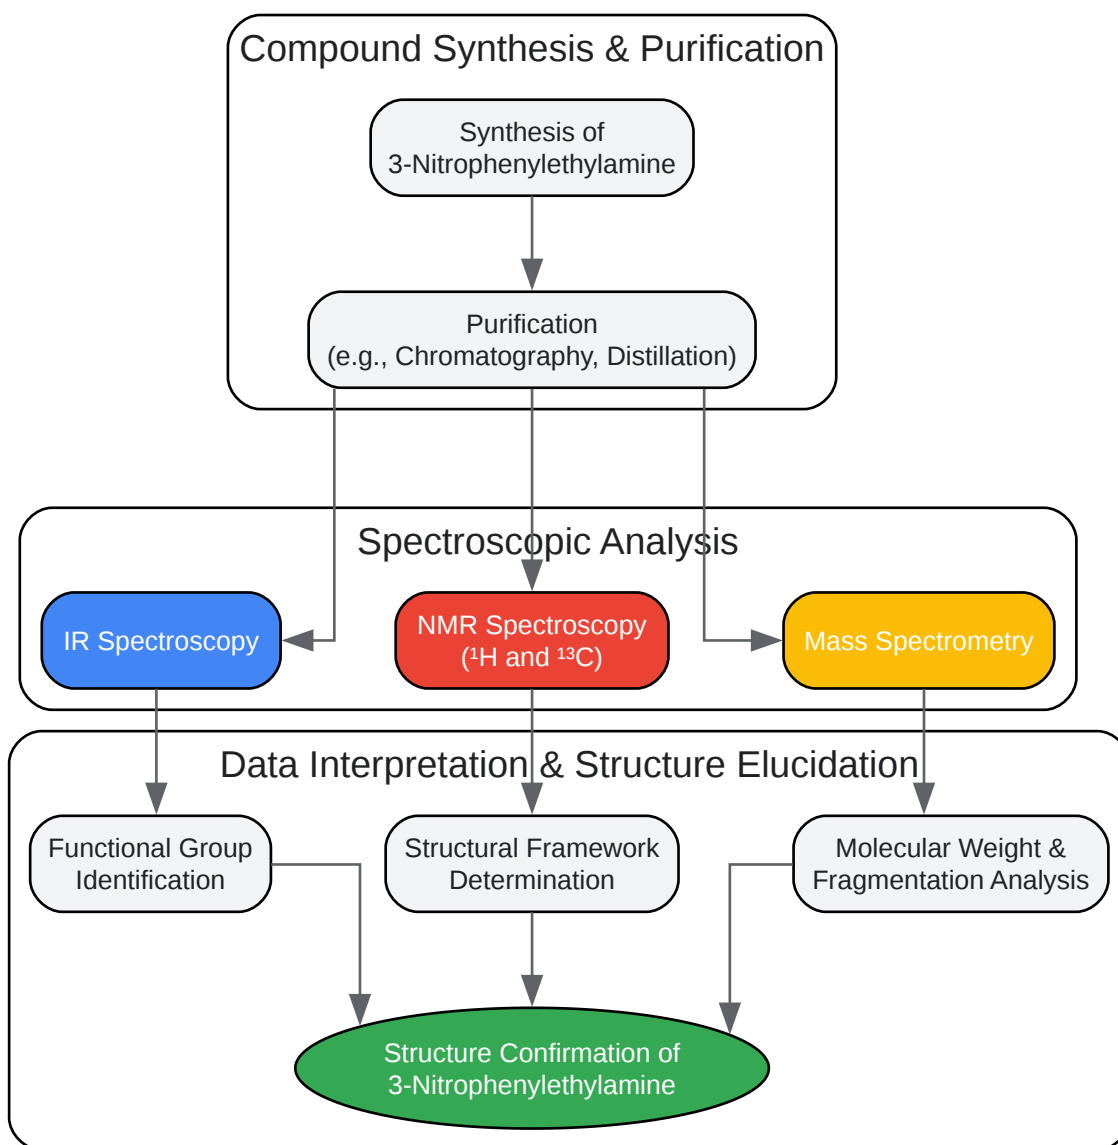 Compound Synthesis & Purification
Synthesis of
3-Nitrophenylethylamine
Purification
(e.g., Chromatography, Distillation)
Spectroscopic Analysis
IR Spectroscopy
NMR Spectroscopy
(¹H and ¹³C)
Mass Spectrometry
Data Interpretation & Structure Elucidation
Functional Group
Identification
Structural Framework
Determination
Molecular Weight &
Fragmentation Analysis
Structure Confirmation of
3-Nitrophenylethylamine